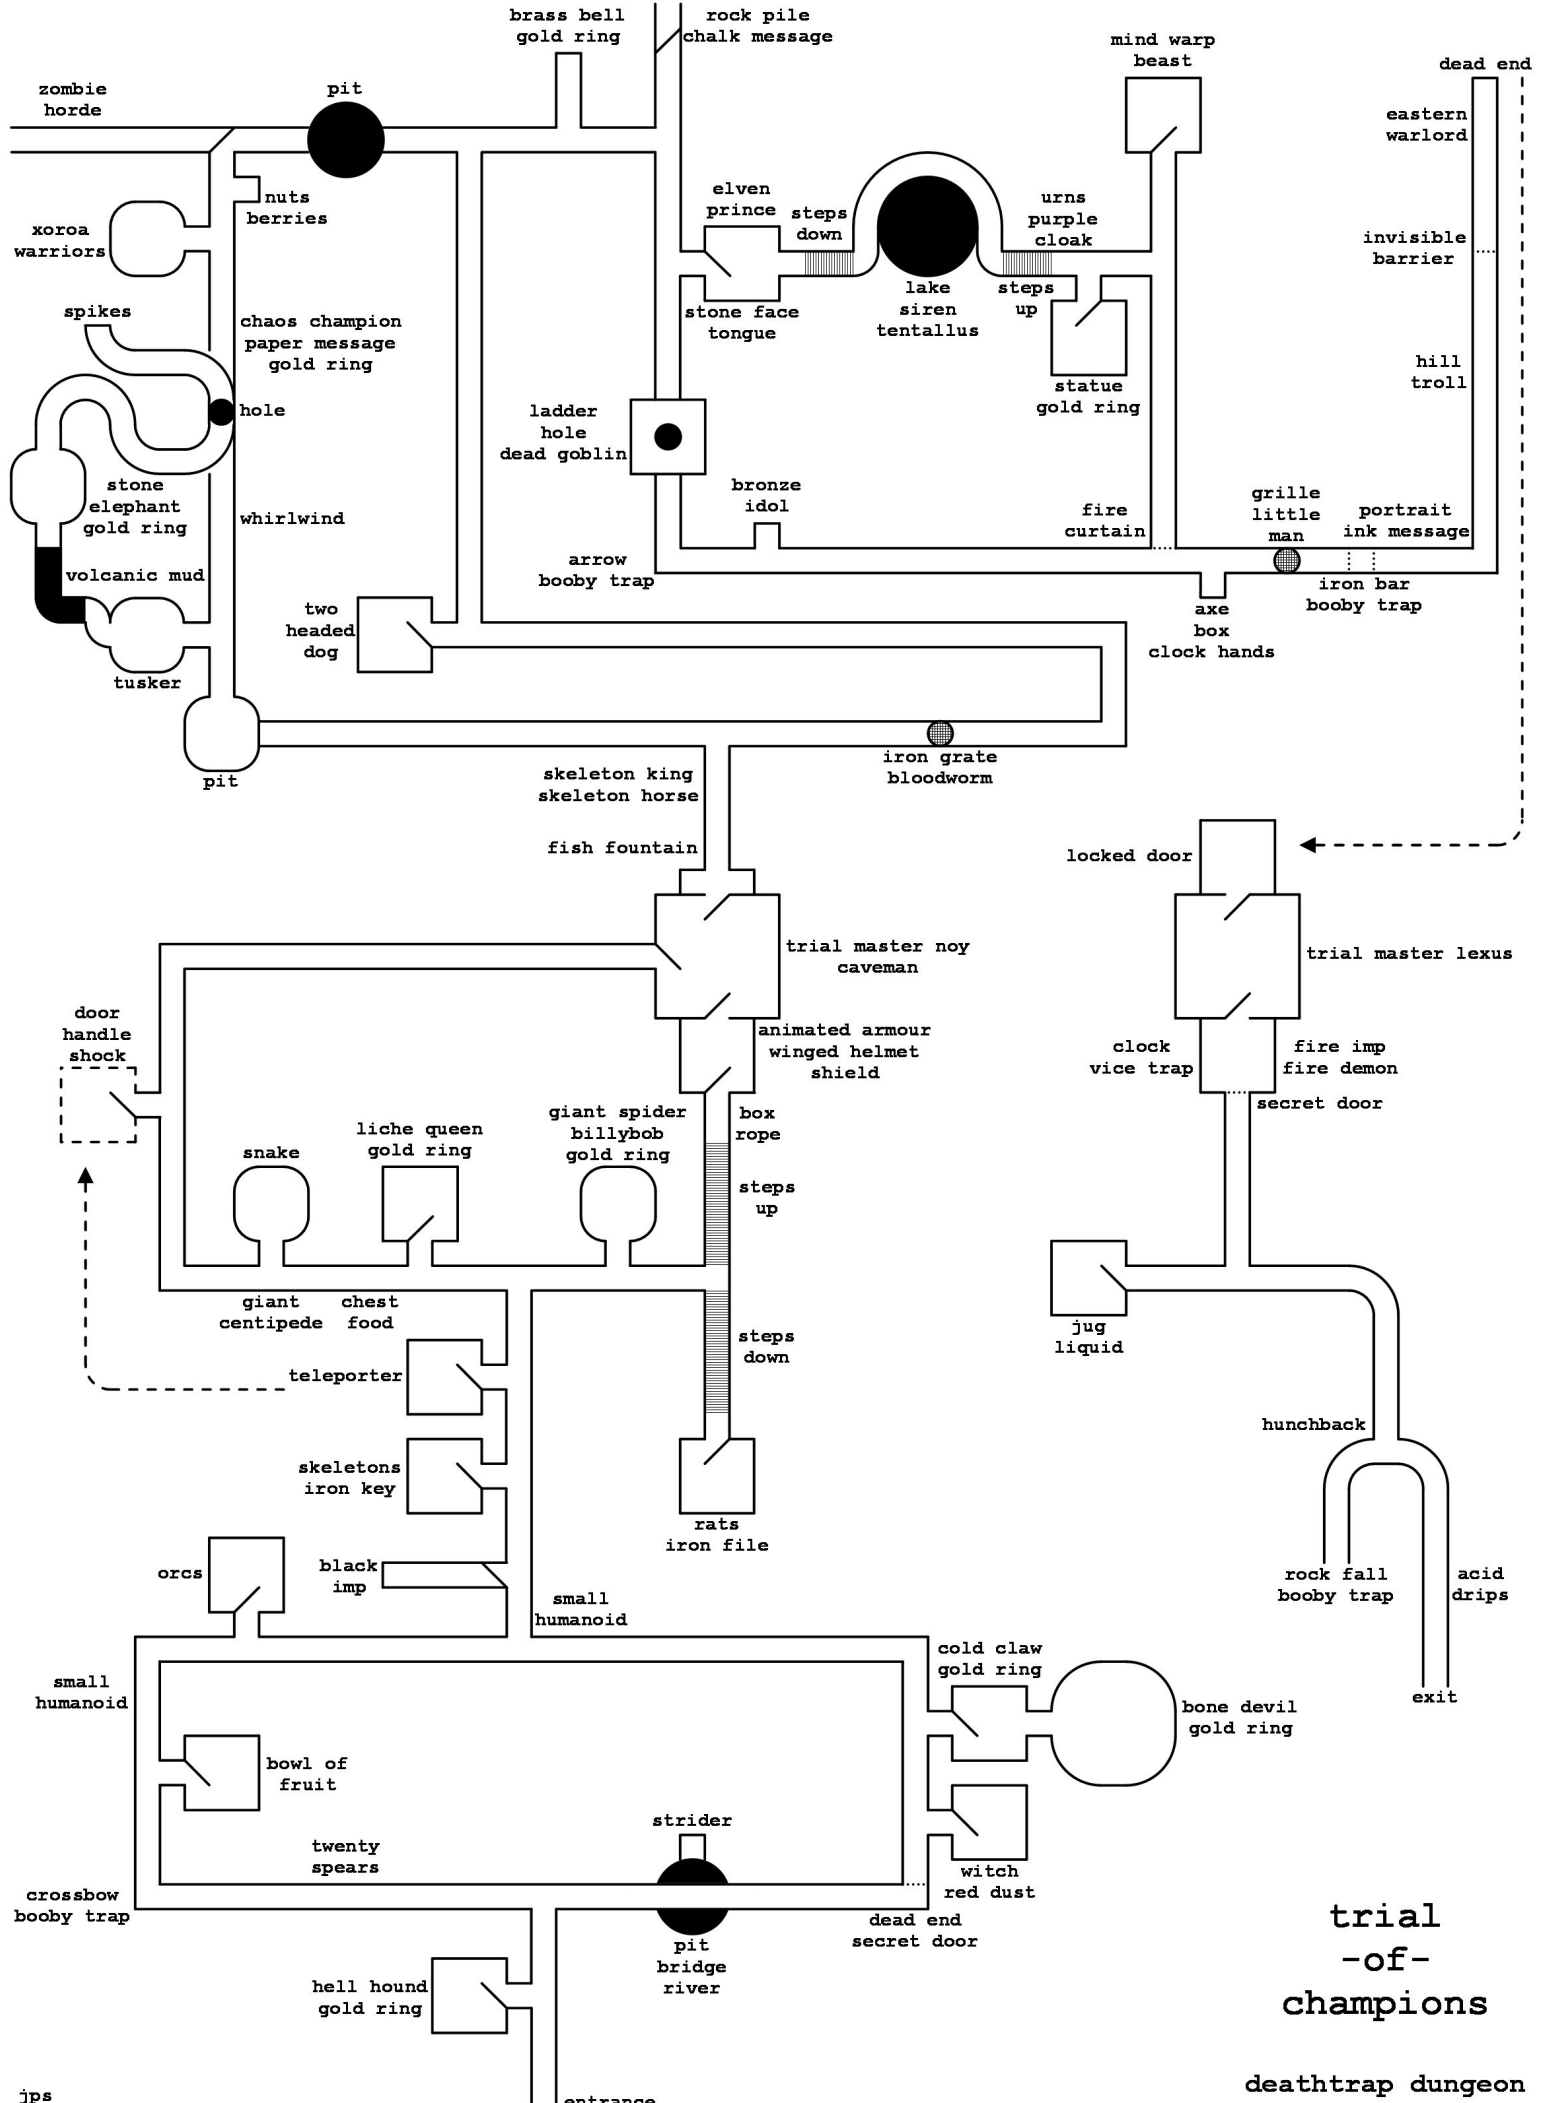 brass bell
gold ring
rock pile
chalk message
mind warp
beast
dead end
zombie
horde
pit
eastern
warlord
nuts
berries
xoroa
warriors
elven
prince
steps
down
urns
purple
cloak
invisible
barrier
spikes
chaos champion
paper message
gold ring
stone face
tongue
lake
siren
tentallus
steps
up
hill
troll
statue
gold ring
hole
ladder
hole
dead goblin
stone
elephant
gold ring
whirlwind
bronze
idol
fire
curtain
grille
little
man
portrait
ink message
volcanic mud
arrow
booby trap
iron bar
booby trap
two
headed
dog
axe
box
clock hands
tusker
pit
iron grate
bloodworm
skeleton king
skeleton horse
fish fountain
locked door
trial master noy
caveman
trial master lexus
door
handle
shock
animated armour
winged helmet
shield
clock
vice trap
fire imp
fire demon
secret door
box
rope
giant spider
billybob
gold ring
liche queen
gold ring
snake
steps
up
giant
centipede
chest
food
steps
down
jug
liquid
teleporter
hunchback
skeletons
iron key
rats
iron file
orcs
black
imp
rock fall
booby trap
acid
drips
small
humanoid
cold claw
gold ring
small
humanoid
bone devil
gold ring
exit
bowl of
fruit
strider
twenty
spears
witch
red dust
crossbow
booby trap
dead end
secret door
pit
bridge
river
hell hound
gold ring
trial
-of-
champions
deathtrap dungeon
jps
entrance